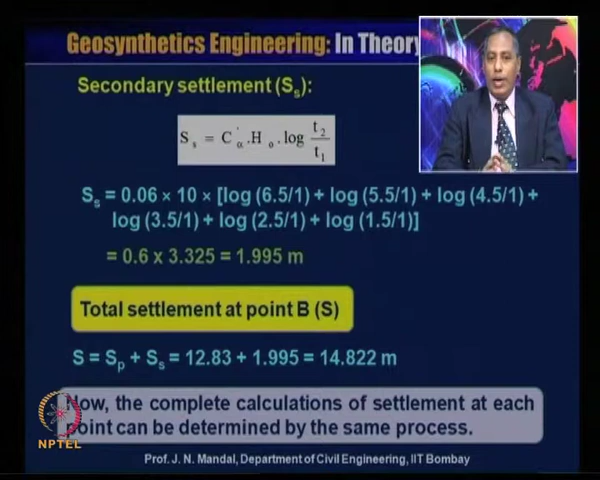 Geosynthetics Engineering: In Theory
Secondary settlement (Ss):
S s = C'α . H o . log t2/t1
Ss = 0.06 × 10 × [log (6.5/1) + log (5.5/1) + log (4.5/1) +
log (3.5/1) + log (2.5/1) + log (1.5/1)]
= 0.6 x 3.325 = 1.995 m
Total settlement at point B (S)
S = Sp + Ss = 12.83 + 1.995 = 14.822 m
Now, the complete calculations of settlement at each
point can be determined by the same process.
NPTEL
Prof. J. N. Mandal, Department of Civil Engineering, IIT Bombay